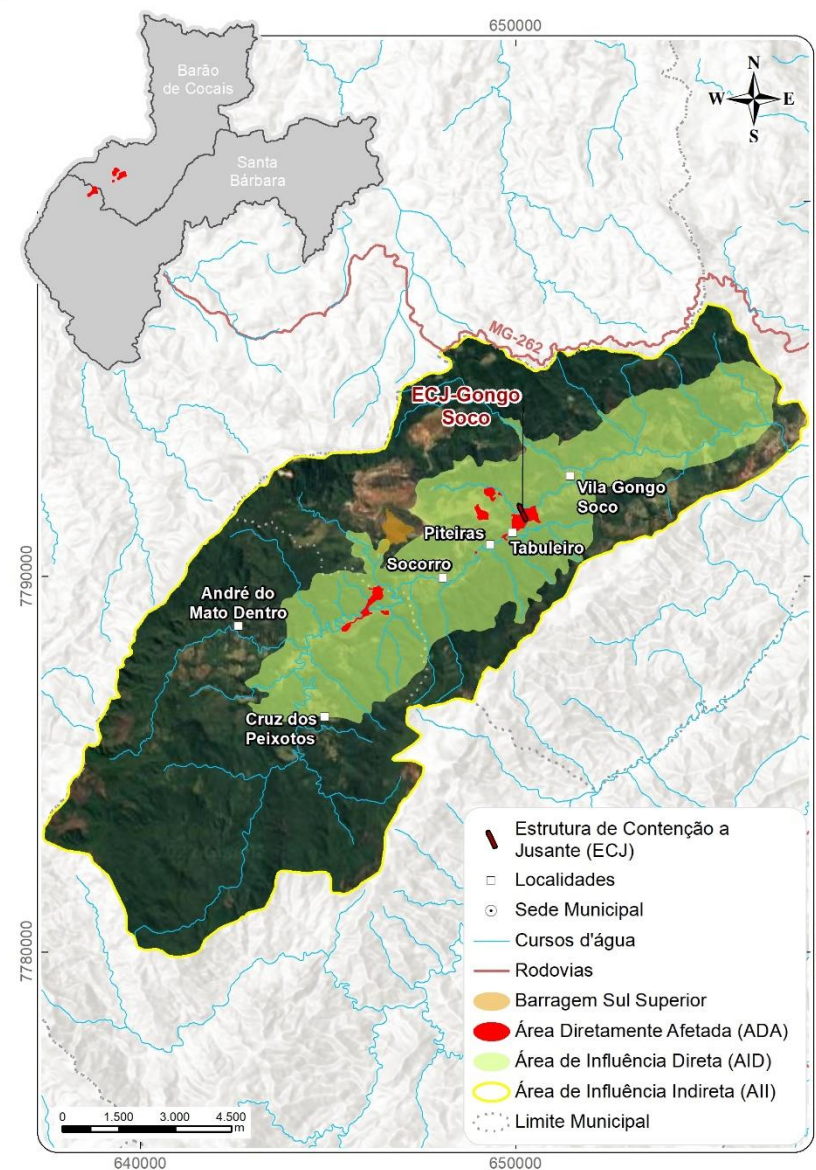 650000
Barão
de Cocais
Santa
Bárbara
N
W
E
S
MG-262
ECJ-Gongo
Soco
Vila Gongo
Soco
Piteiras
Tabuleiro
Socorro
7790000
André do
Mato Dentro
Cruz dos
Peixotos
Estrutura de Contenção a
Jusante (ECJ)
Localidades
Sede Municipal
Cursos d'água
Rodovias
Barragem Sul Superior
Área Diretamente Afetada (ADA)
Área de Influência Direta (AID)
Área de Influência Indireta (AII)
Limite Municipal
7780000
0 1.500 3.000 4.500
m
640000
650000